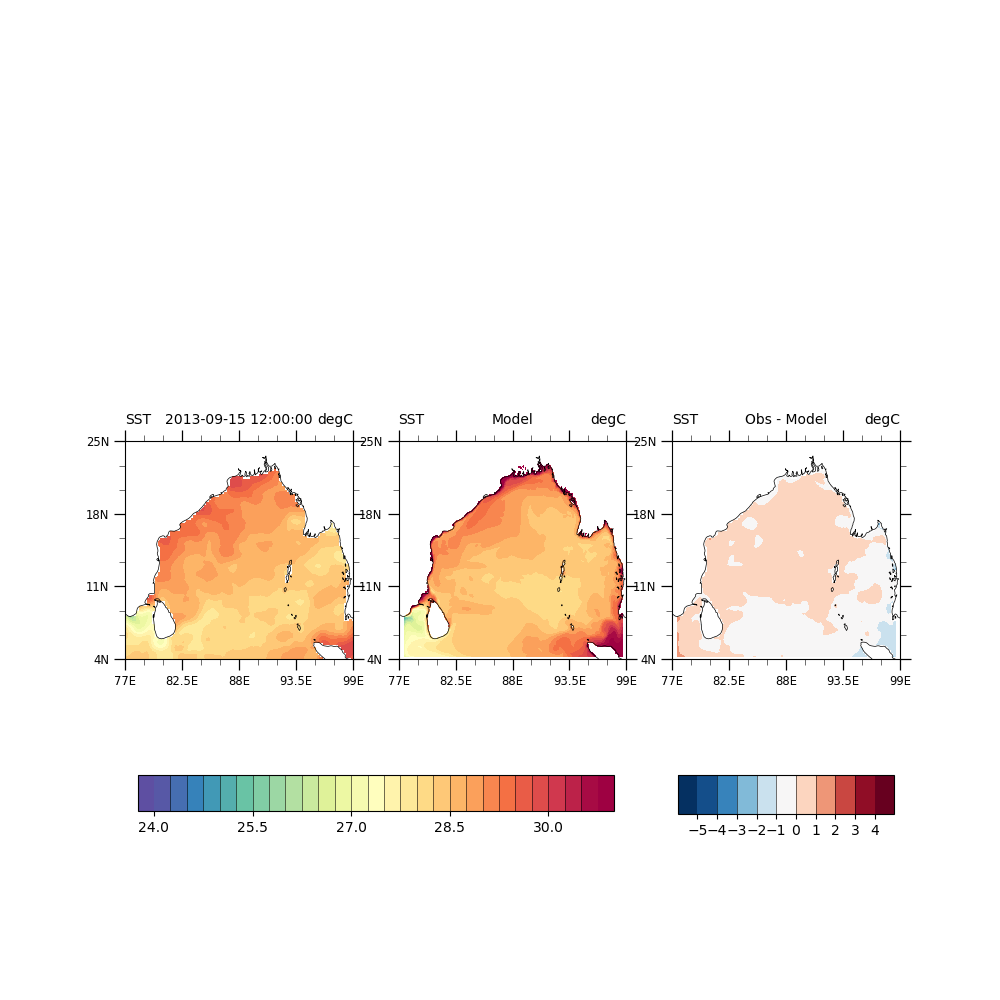 SST 2013-09-15 12:00:00 degC
SST Model degC
SST Obs - Model degC
25N
18N
11N
4N
77E 82.5E 88E 93.5E 99E
25N
18N
11N
4N
77E 82.5E 88E 93.5E 99E
25N
18N
11N
4N
77E 82.5E 88E 93.5E 99E
24.0 25.5 27.0 28.5 30.0
−5 −4 −3 −2 −1 0 1 2 3 4